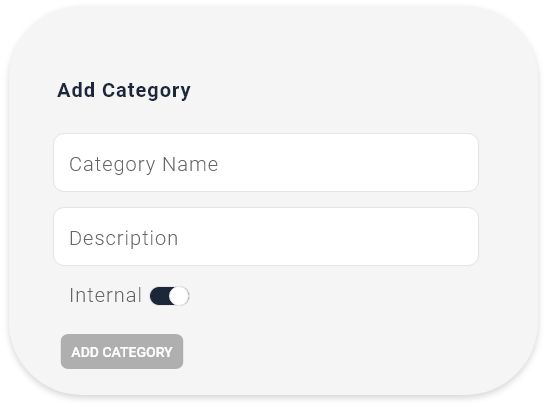 Add Category
Category Name
Description
Internal
ADD CATEGORY